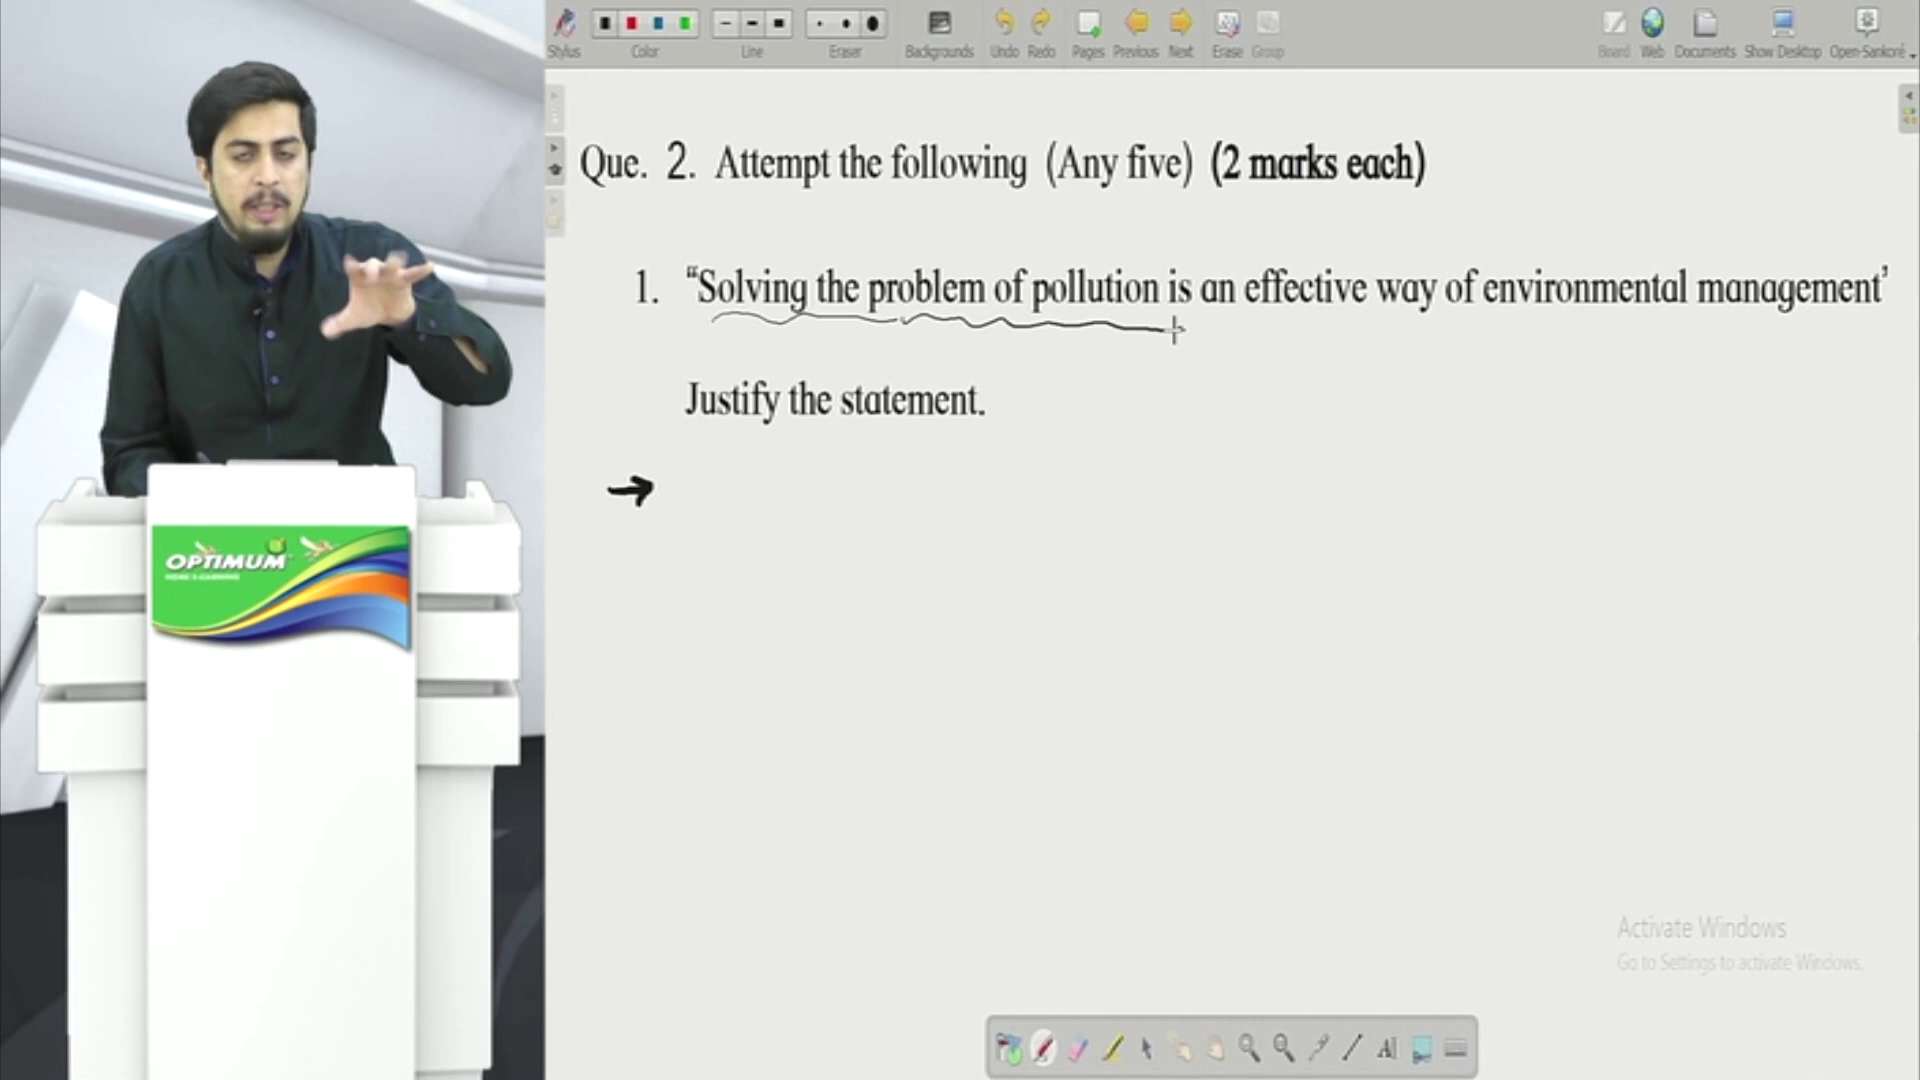 Stylus Color Line Eraser Backgrounds Undo Redo Pages Previous Next Erase Group Board Web Documents Show Desktop Open-Sankoré
Que. 2. Attempt the following (Any five) (2 marks each)
1. “Solving the problem of pollution is an effective way of environmental management’
Justify the statement.
OPTIMUM
Activate Windows
Go to Settings to activate Windows.